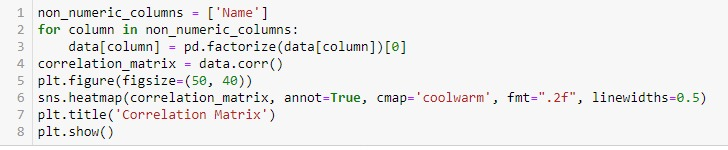 1 non_numeric_columns = ['Name']
2 for column in non_numeric_columns:
3     data[column] = pd.factorize(data[column])[0]
4 correlation_matrix = data.corr()
5 plt.figure(figsize=(50, 40))
6 sns.heatmap(correlation_matrix, annot=True, cmap='coolwarm', fmt=".2f", linewidths=0.5)
7 plt.title('Correlation Matrix')
8 plt.show()